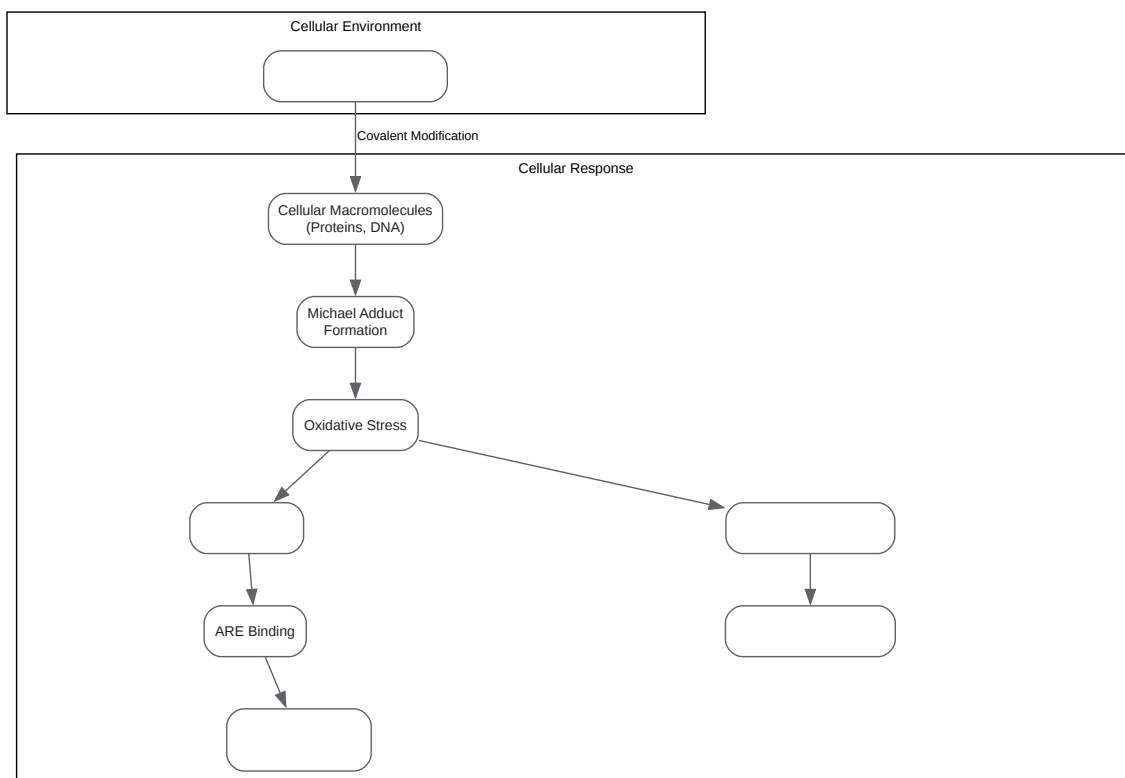 Cellular Environment
Covalent Modification
Cellular Response
Cellular Macromolecules
(Proteins, DNA)
Michael Adduct
Formation
Oxidative Stress
ARE Binding